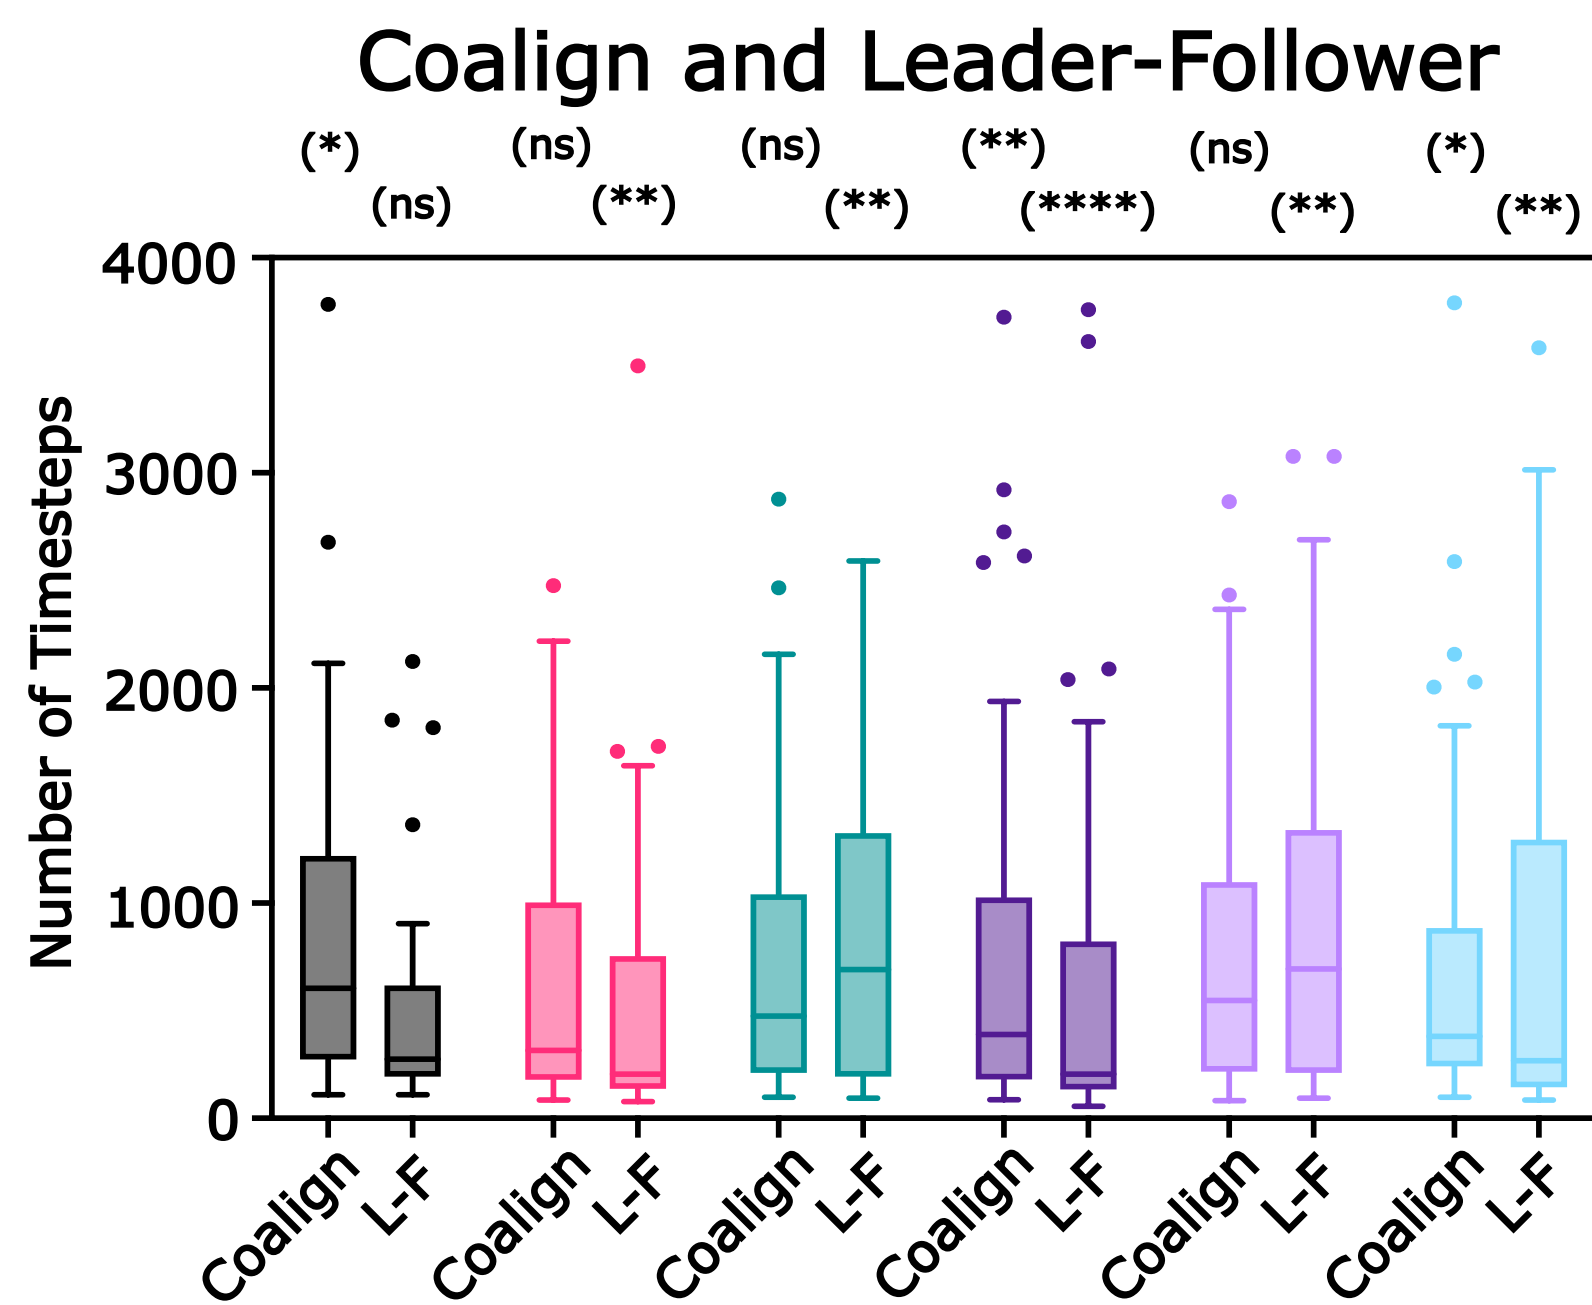 Coalign and Leader-Follower
(*) (ns) (ns) (**) (ns) (*)
(ns) (**) (**) (****) (**) (**)
Number of Timesteps
4000
3000
2000
1000
0
Coalign L-F Coalign L-F Coalign L-F Coalign L-F Coalign L-F Coalign L-F